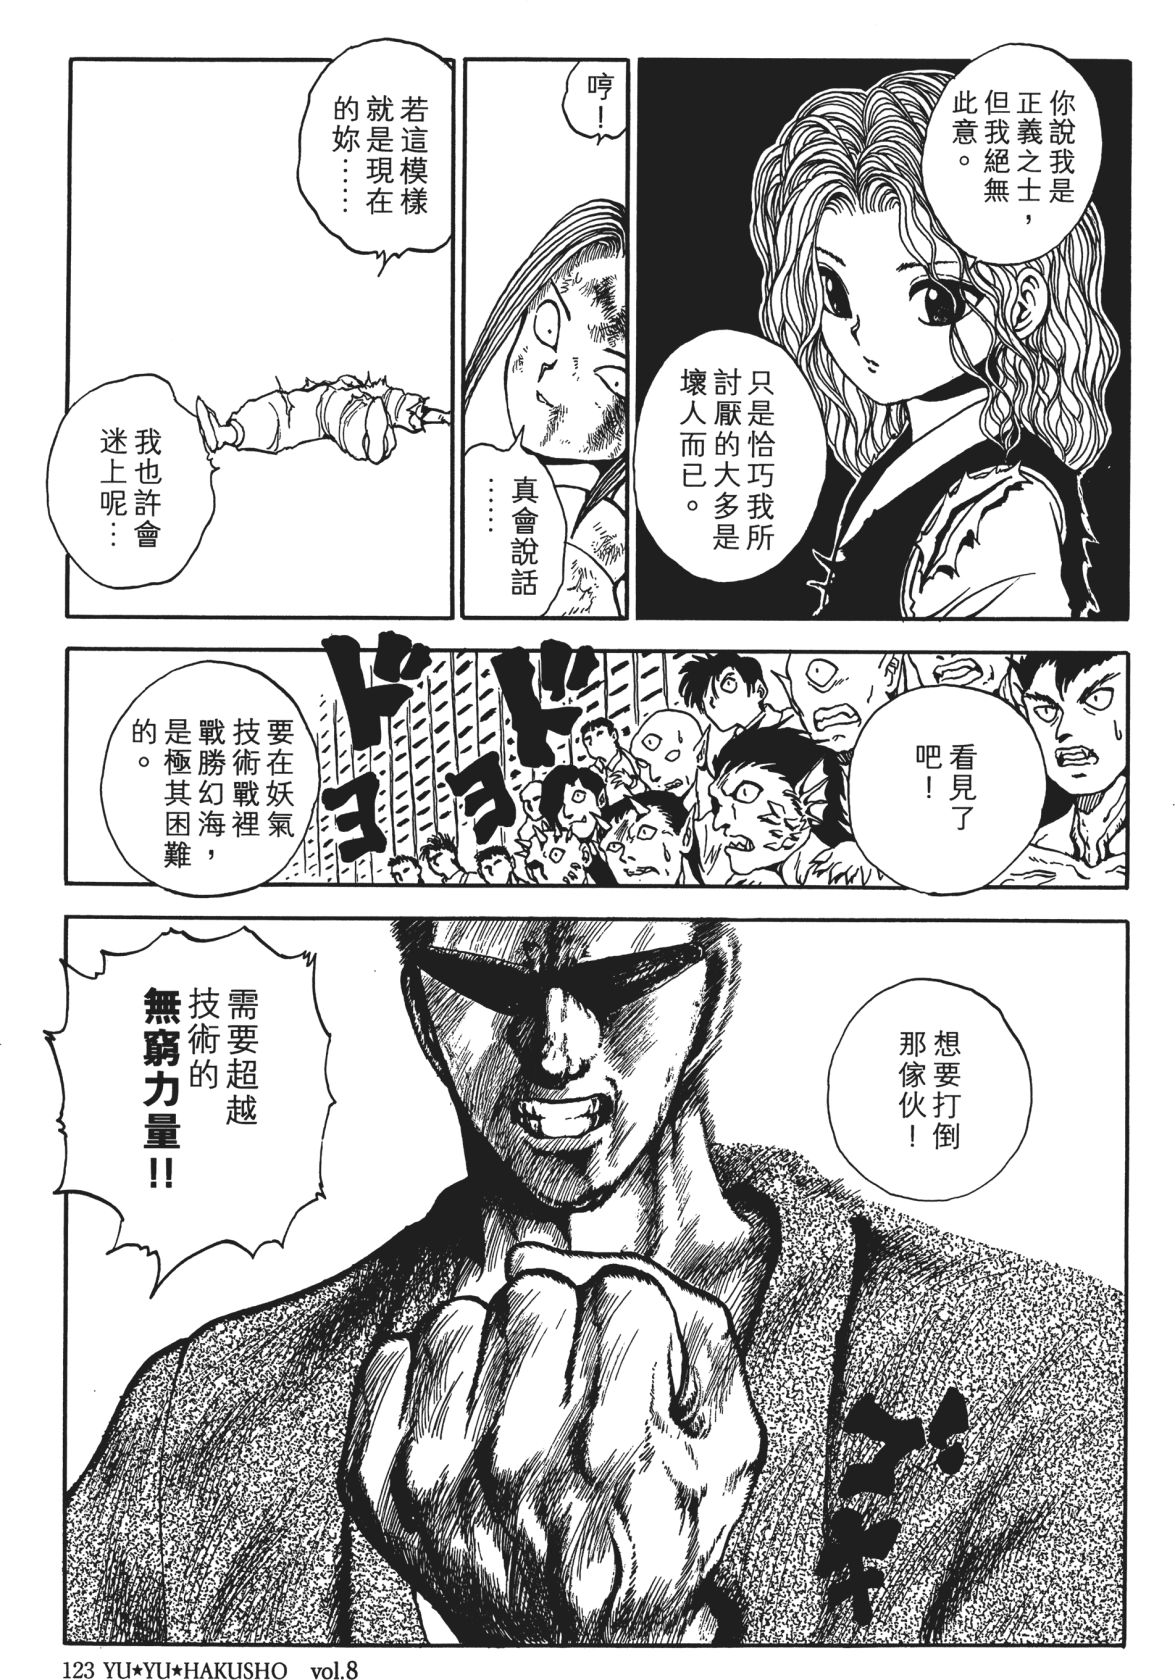 你說我是
正義之士，
但我絕無
此意。
只是恰巧我所
討厭的大多是
壞人而已。
哼！
真會說話
……
若這模樣
就是現在
的妳……
我也許會
迷上呢…
看見了
吧！
ドヨ
ドヨ
要在妖氣
技術戰裡
戰勝幻海，
是極其困難
的。
想要打倒
那傢伙！
需要超越
技術的
無窮力量!!
ゴキ
123 YU★YU★HAKUSHO vol.8